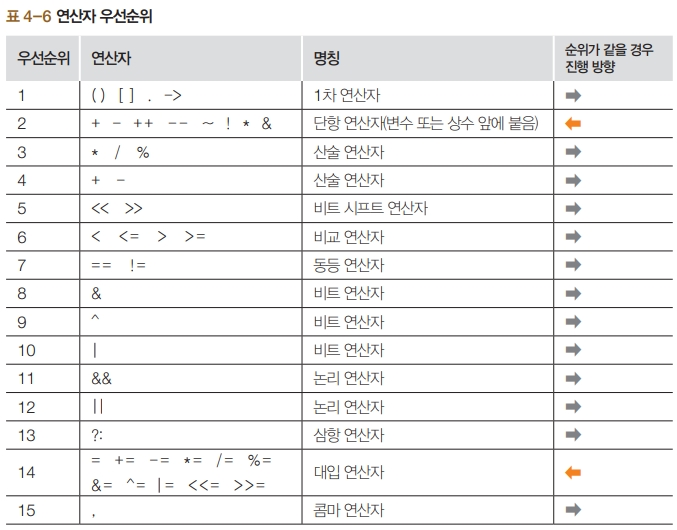 표 4-6 연산자 우선순위
우선순위 연산자 명칭 순위가 같을 경우 진행 방향
1 ( ) [ ] . -> 1차 연산자 ➡
2 + - ++ -- ~ ! * & 단항 연산자(변수 또는 상수 앞에 붙음) ⬅
3 * / % 산술 연산자 ➡
4 + - 산술 연산자 ➡
5 << >> 비트 시프트 연산자 ➡
6 < <= > >= 비교 연산자 ➡
7 == != 동등 연산자 ➡
8 & 비트 연산자 ➡
9 ^ 비트 연산자 ➡
10 | 비트 연산자 ➡
11 && 논리 연산자 ➡
12 || 논리 연산자 ➡
13 ?: 삼항 연산자 ➡
14 = += -= *= /= %= &= ^= |= <<= >>= 대입 연산자 ⬅
15 , 콤마 연산자 ➡